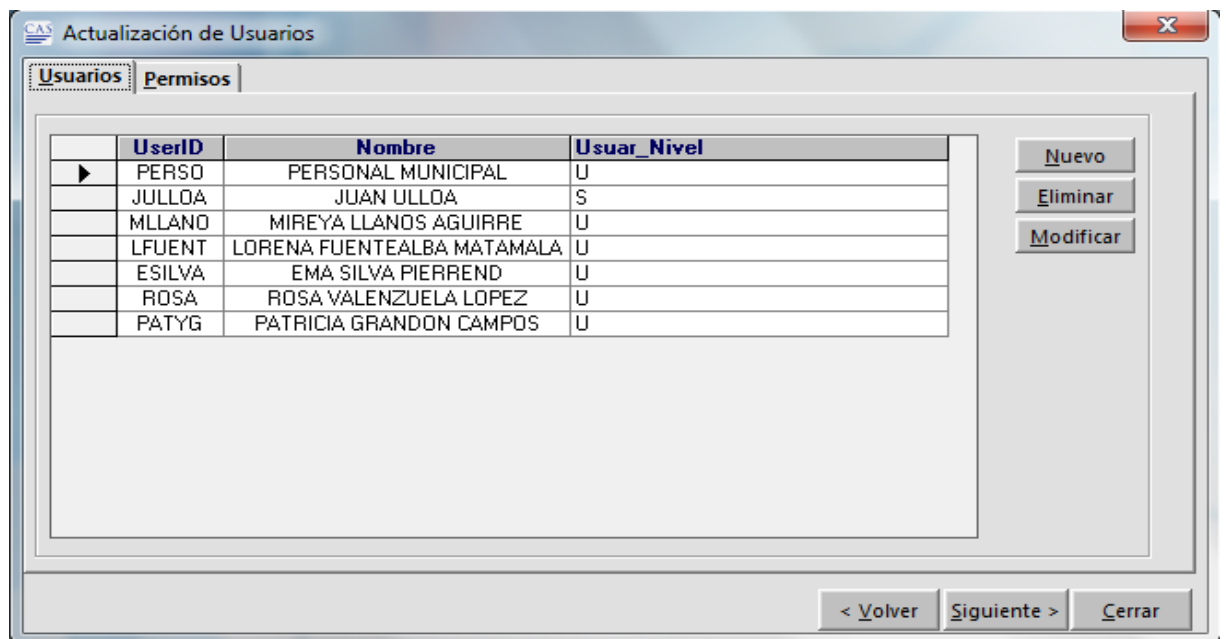 CAS Actualización de Usuarios
Usuarios Permisos
UserID Nombre Usuar_Nivel
PERSO PERSONAL MUNICIPAL U
JULLOA JUAN ULLOA S
MLLANO MIREYA LLANOS AGUIRRE U
LFUENT LORENA FUENTEALBA MATAMALA U
ESILVA EMA SILVA PIERREND U
ROSA ROSA VALENZUELA LOPEZ U
PATYG PATRICIA GRANDON CAMPOS U
Nuevo
Eliminar
Modificar
< Volver Siguiente > Cerrar